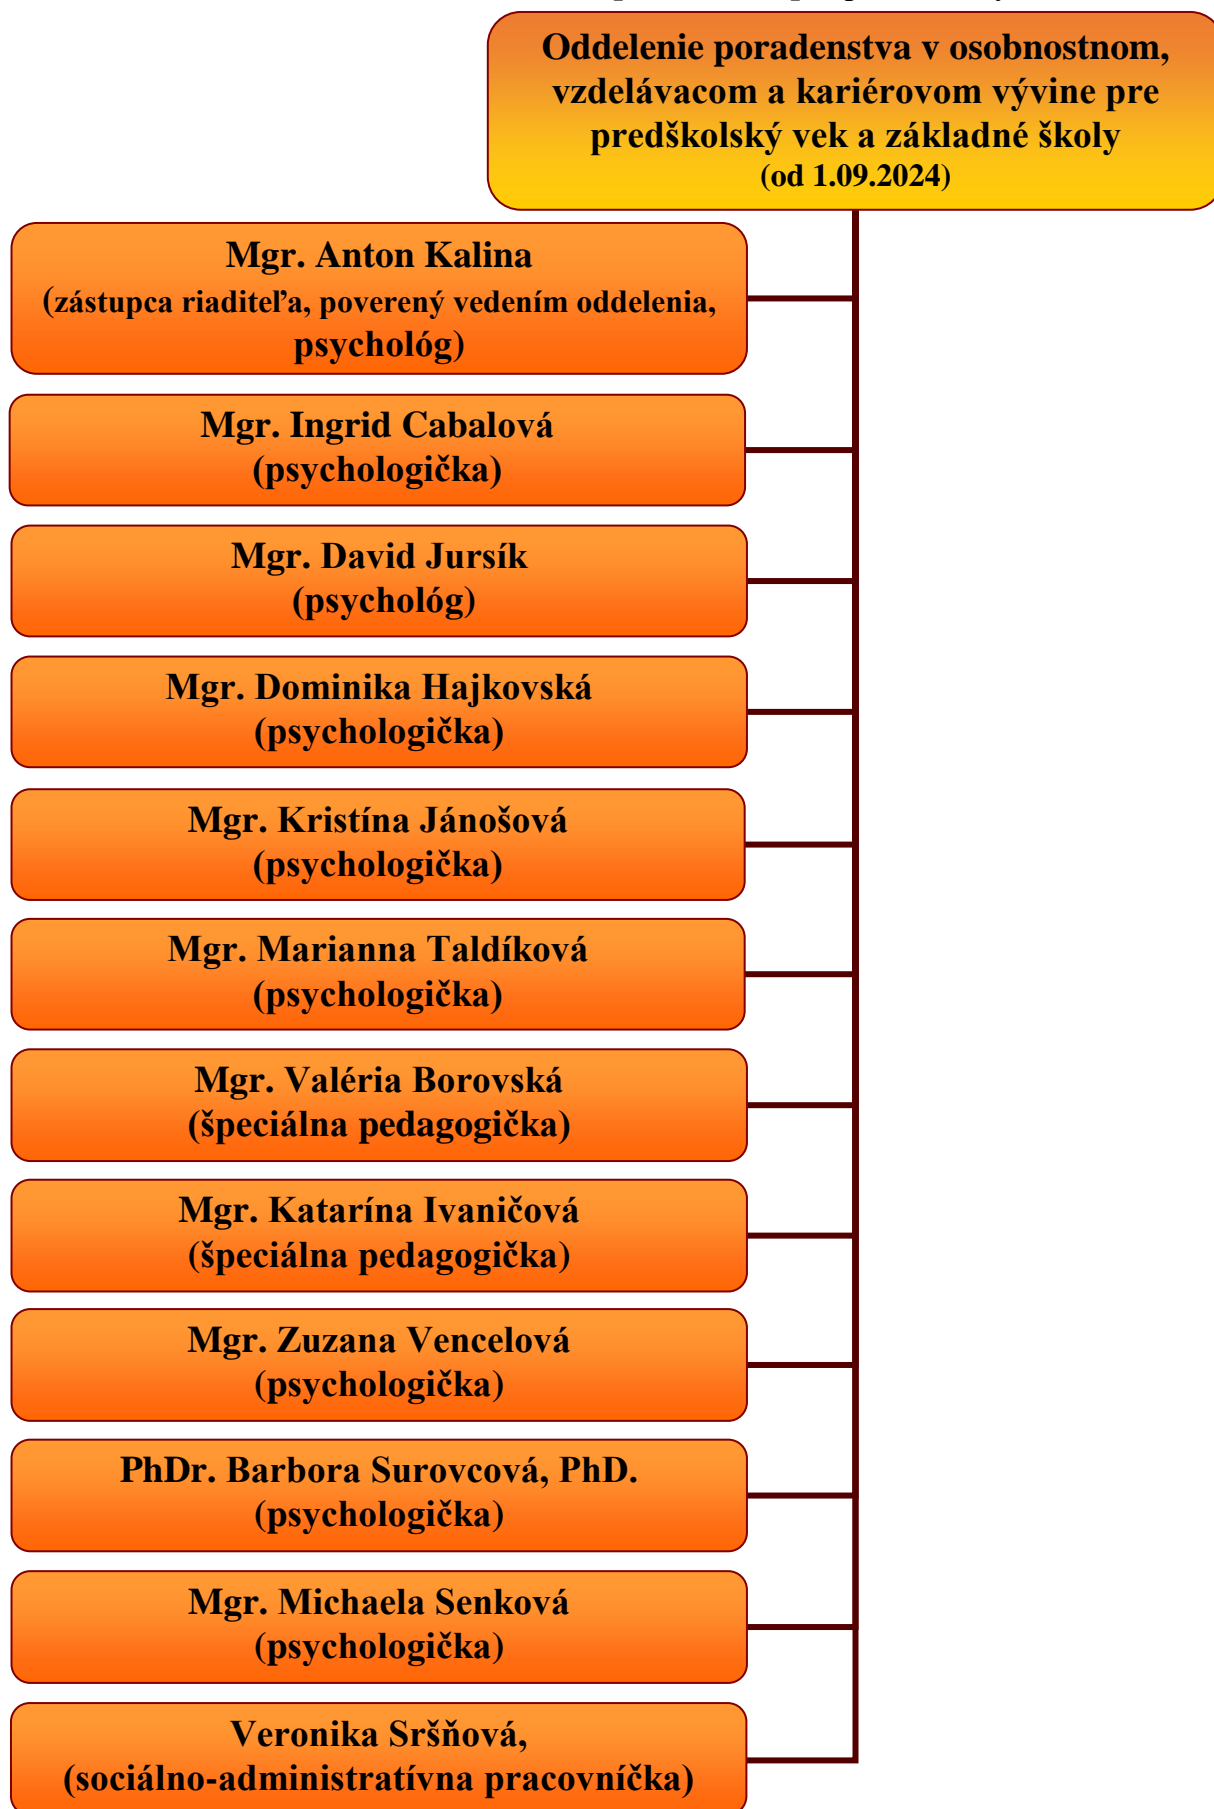 Oddelenie poradenstva v osobnostnom,
vzdelávacom a kariérovom vývine pre
predškolský vek a základné školy
(od 1.09.2024)
Mgr. Anton Kalina
(zástupca riaditeľa, poverený vedením oddelenia,
psychológ)
Mgr. Ingrid Cabalová
(psychologička)
Mgr. David Jursík
(psychológ)
Mgr. Dominika Hajkovská
(psychologička)
Mgr. Kristína Jánošová
(psychologička)
Mgr. Marianna Taldíková
(psychologička)
Mgr. Valéria Borovská
(špeciálna pedagogička)
Mgr. Katarína Ivaničová
(špeciálna pedagogička)
Mgr. Zuzana Vencelová
(psychologička)
PhDr. Barbora Surovcová, PhD.
(psychologička)
Mgr. Michaela Senková
(psychologička)
Veronika Sršňová,
(sociálno-administratívna pracovníčka)